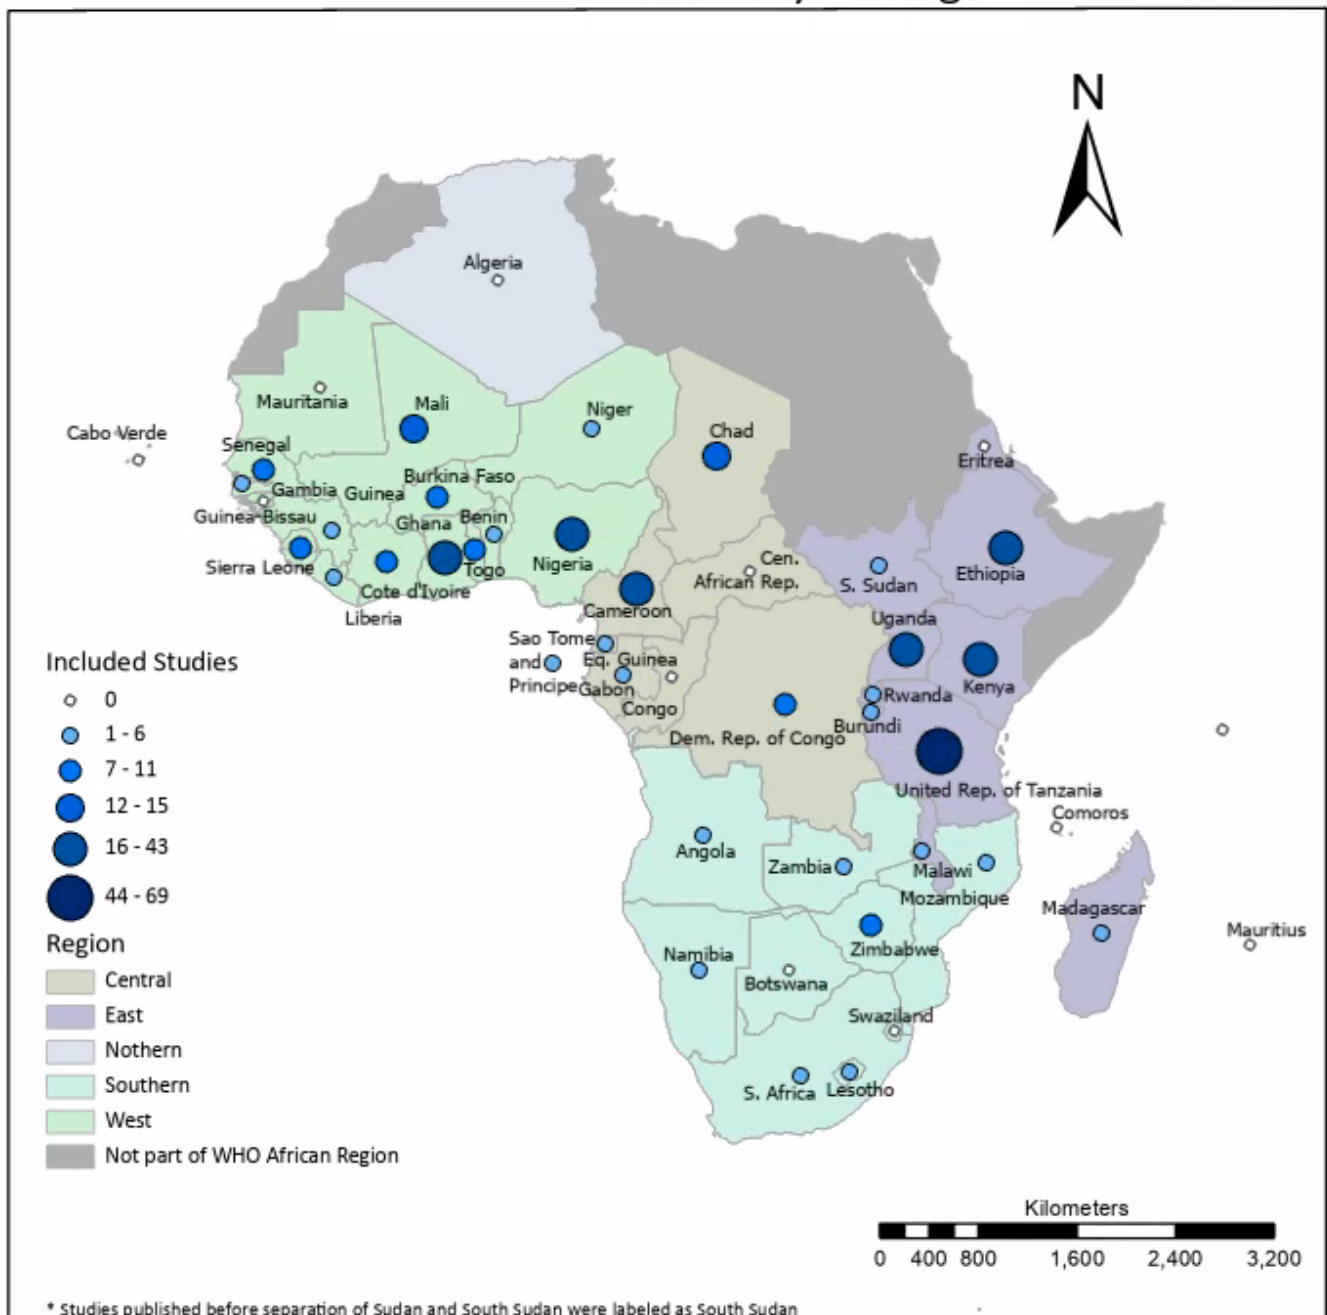 N
Algeria
Mauritania
Mali
Niger
Chad
Cabo Verde
Senegal
Eritrea
Gambia
Guinea
Burkina Faso
Guinea-Bissau
Ghana
Benin
Nigeria
Sierra Leone
Togo
Cote d'Ivoire
Liberia
Cameroon
Cen.
African Rep.
S. Sudan
Ethiopia
Uganda
Kenya
Sao Tome
and
Principe
Eq. Guinea
Gabon
Congo
Rwanda
Burundi
Dem. Rep. of Congo
United Rep. of Tanzania
Comoros
Angola
Zambia
Malawi
Mozambique
Madagascar
Mauritius
Zimbabwe
Namibia
Botswana
Swaziland
S. Africa
Lesotho
Included Studies
0
1 - 6
7 - 11
12 - 15
16 - 43
44 - 69
Region
Central
East
Nothern
Southern
West
Not part of WHO African Region
Kilometers
0 400 800 1,600 2,400 3,200
* Studies published before separation of Sudan and South Sudan were labeled as South Sudan